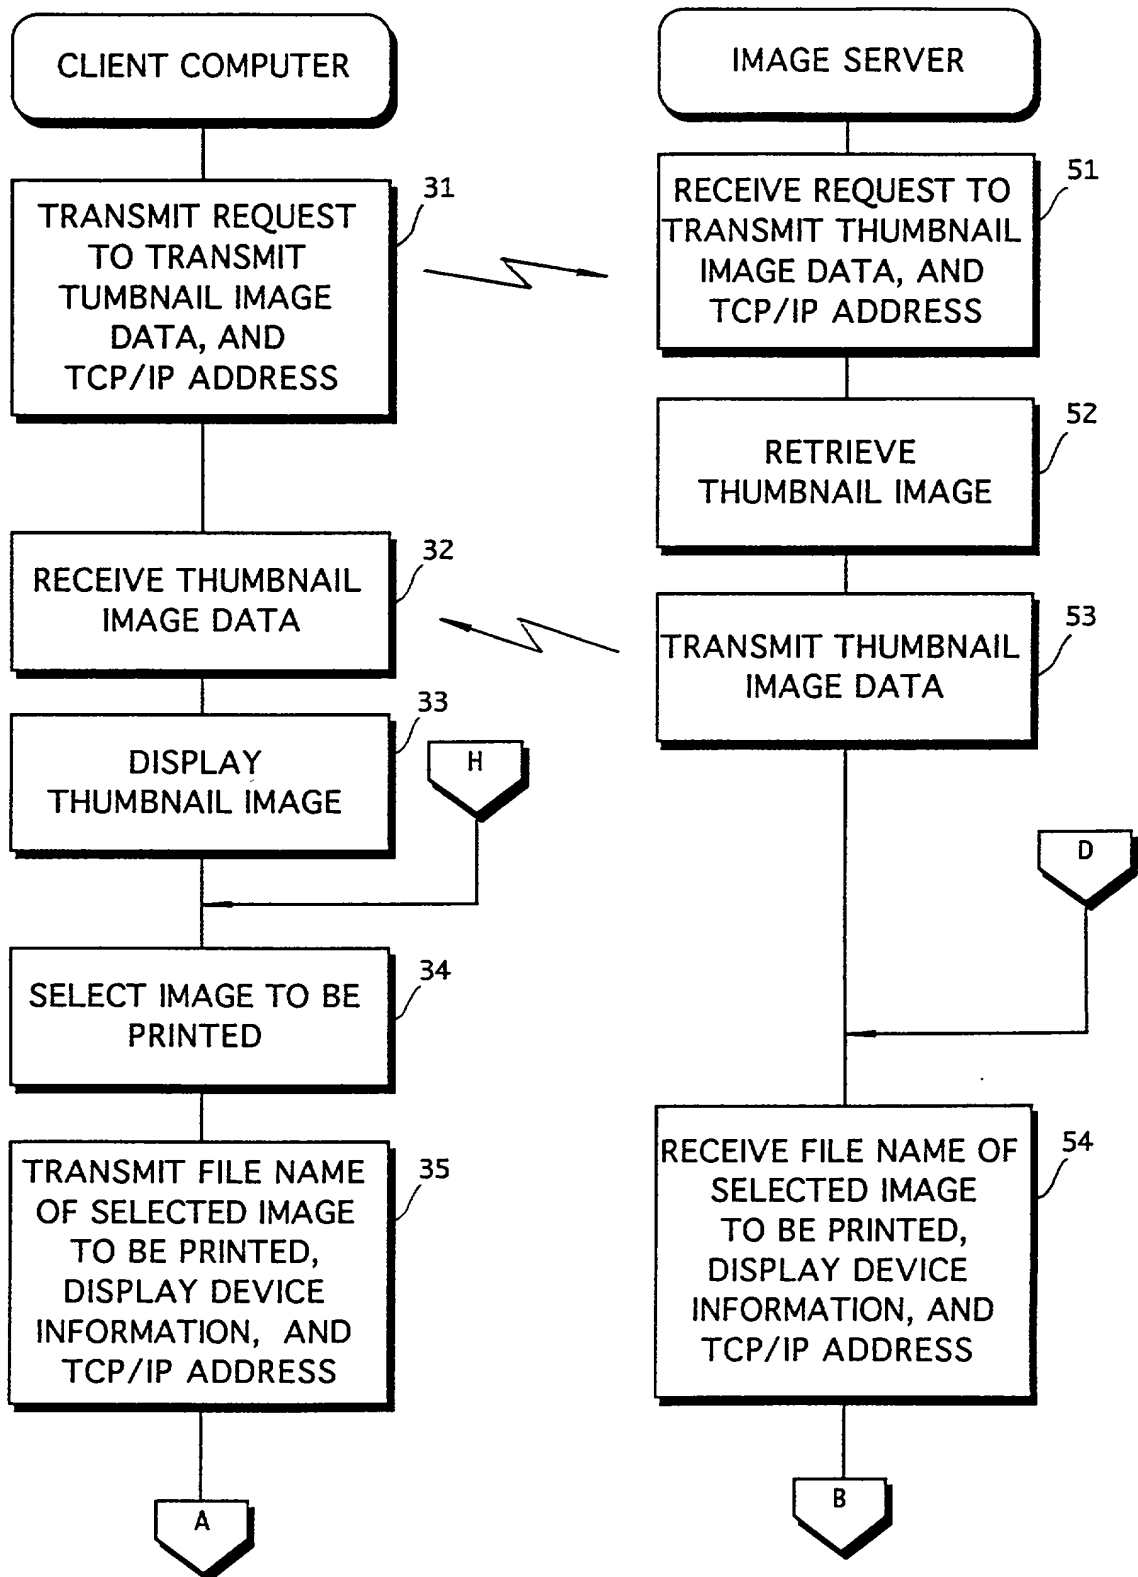 CLIENT COMPUTER
31
TRANSMIT REQUEST
TO TRANSMIT
TUMBNAIL IMAGE
DATA, AND
TCP/IP ADDRESS
32
RECEIVE THUMBNAIL
IMAGE DATA
33
DISPLAY
THUMBNAIL IMAGE
H
34
SELECT IMAGE TO BE
PRINTED
35
TRANSMIT FILE NAME
OF SELECTED IMAGE
TO BE PRINTED,
DISPLAY DEVICE
INFORMATION, AND
TCP/IP ADDRESS
A
IMAGE SERVER
51
RECEIVE REQUEST TO
TRANSMIT THUMBNAIL
IMAGE DATA, AND
TCP/IP ADDRESS
52
RETRIEVE
THUMBNAIL IMAGE
53
TRANSMIT THUMBNAIL
IMAGE DATA
D
54
RECEIVE FILE NAME OF
SELECTED IMAGE
TO BE PRINTED,
DISPLAY DEVICE
INFORMATION, AND
TCP/IP ADDRESS
B